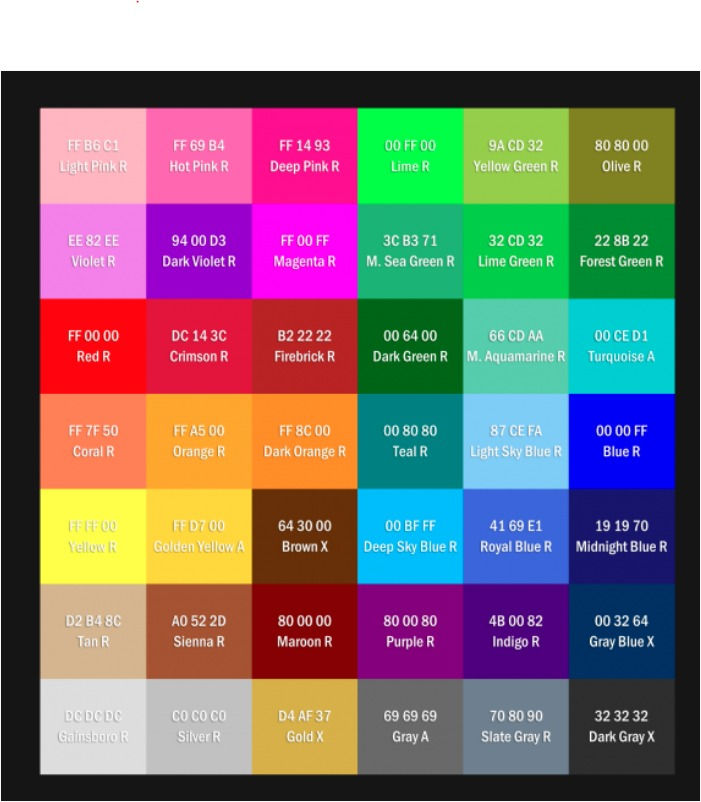 FF B6 C1
Light Pink R
FF 69 B4
Hot Pink R
FF 14 93
Deep Pink R
00 FF 00
Lime R
9A CD 32
Yellow Green R
80 80 00
Olive R
EE 82 EE
Violet R
94 00 D3
Dark Violet R
FF 00 FF
Magenta R
3C B3 71
M. Sea Green R
32 CD 32
Lime Green R
22 8B 22
Forest Green R
FF 00 00
Red R
DC 14 3C
Crimson R
B2 22 22
Firebrick R
00 64 00
Dark Green R
66 CD AA
M. Aquamarine R
00 CE D1
Turquoise A
FF 7F 50
Coral R
FF A5 00
Orange R
FF 8C 00
Dark Orange R
00 80 80
Teal R
87 CE FA
Light Sky Blue R
00 00 FF
Blue R
FF FF 00
Yellow R
FF D7 00
Golden Yellow A
64 30 00
Brown X
00 BF FF
Deep Sky Blue R
41 69 E1
Royal Blue R
19 19 70
Midnight Blue R
D2 B4 8C
Tan R
A0 52 2D
Sienna R
80 00 00
Maroon R
80 00 80
Purple R
4B 00 82
Indigo R
00 32 64
Gray Blue X
DC DC DC
Gainsboro R
C0 C0 C0
Silver R
D4 AF 37
Gold X
69 69 69
Gray A
70 80 90
Slate Gray R
32 32 32
Dark Gray X